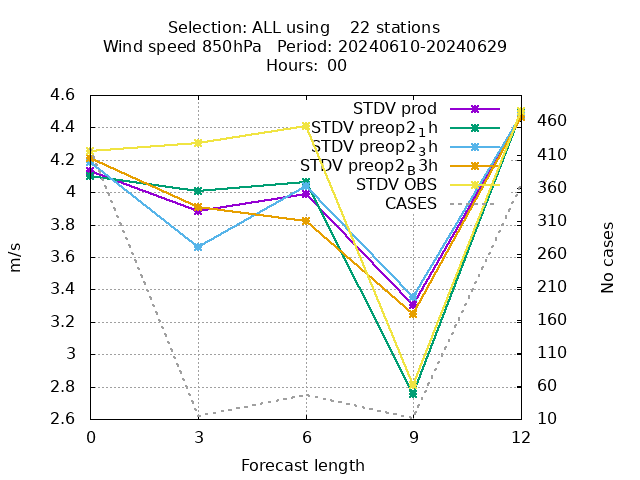 Selection: ALL using 22 stations
Wind speed 850hPa Period: 20240610-20240629
Hours: 00
STDV prod
STDV preop2_1h
STDV preop2_3h
STDV preop2_B3h
STDV OBS
CASES
4.6
4.4
4.2
4
3.8
3.6
3.4
3.2
3
2.8
2.6
m/s
460
410
360
310
260
210
160
110
60
10
No cases
0 3 6 9 12
Forecast length